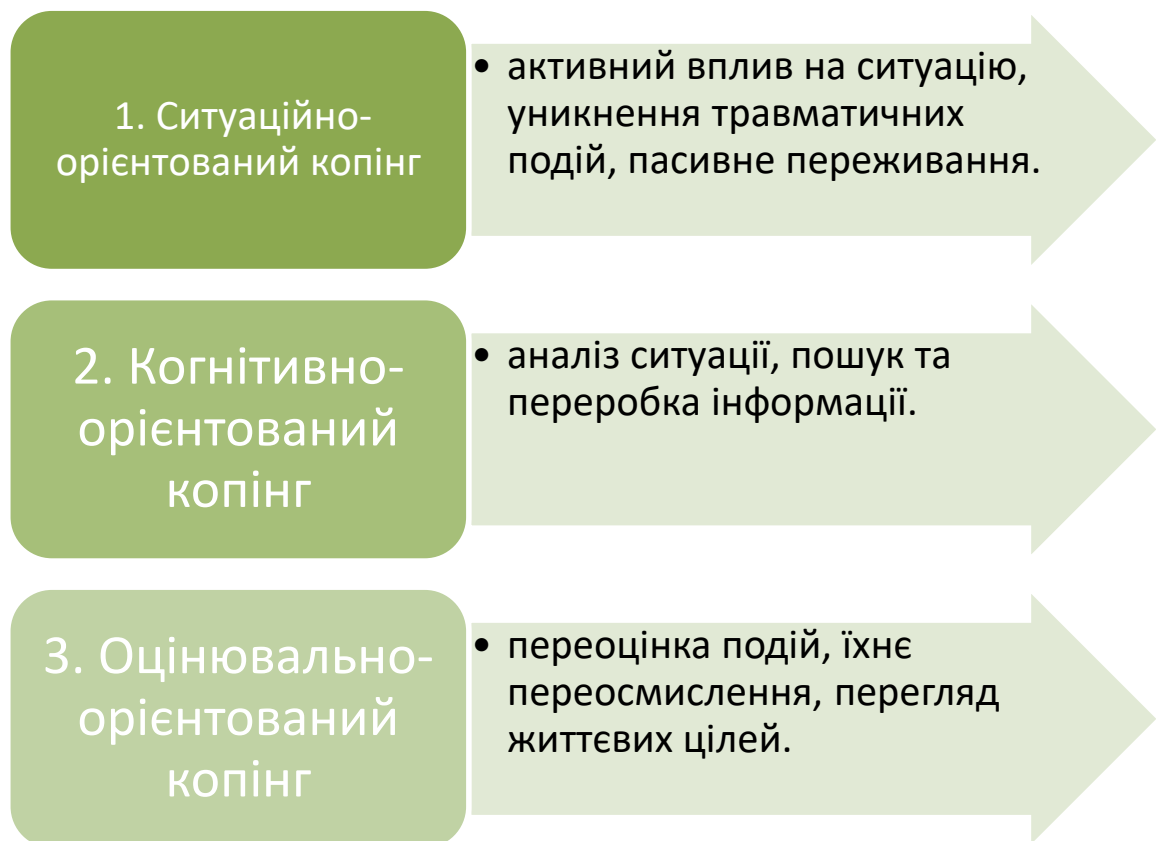 1. Ситуаційно-
орієнтований копінг
• активний вплив на ситуацію,
уникнення травматичних
подій, пасивне переживання.
2. Когнітивно-
орієнтований
копінг
• аналіз ситуації, пошук та
переробка інформації.
3. Оцінювально-
орієнтований
копінг
• переоцінка подій, їхнє
переосмислення, перегляд
життєвих цілей.